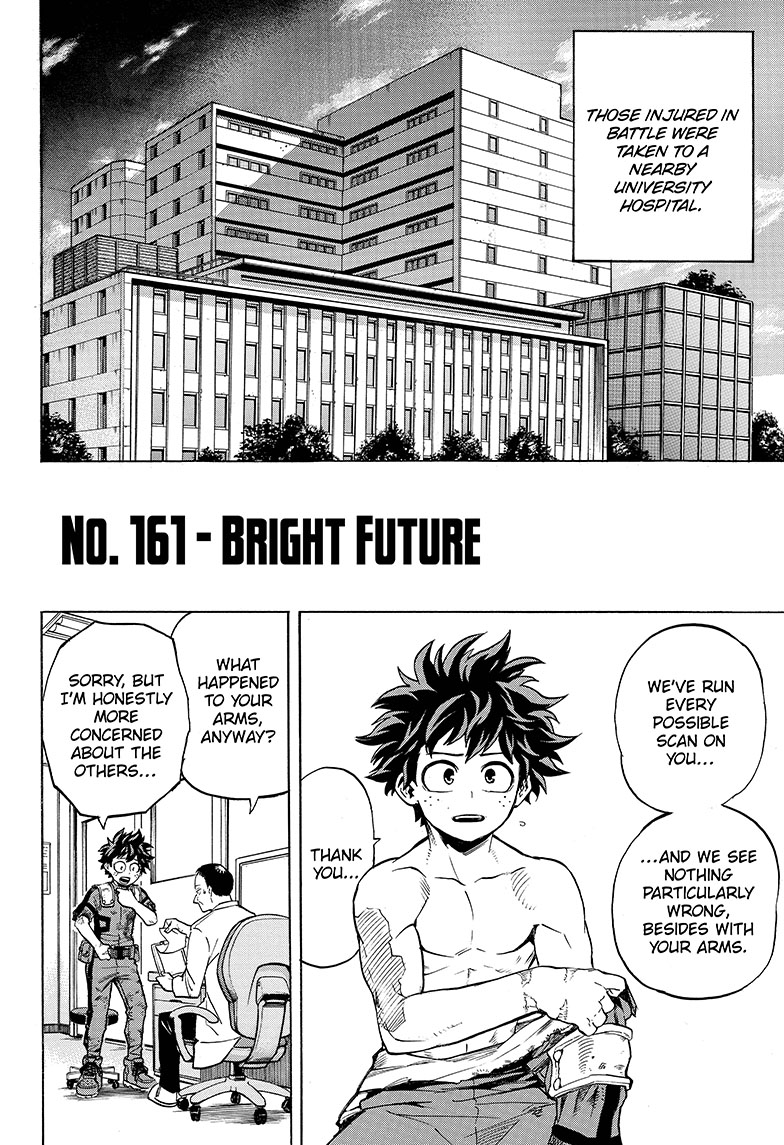 THOSE INJURED IN
BATTLE WERE
TAKEN TO A
NEARBY
UNIVERSITY
HOSPITAL.
NO. 161 - BRIGHT FUTURE
WE'VE RUN
EVERY
POSSIBLE
SCAN ON
YOU...
...AND WE SEE
NOTHING
PARTICULARLY
WRONG,
BESIDES WITH
YOUR ARMS.
THANK
YOU...
WHAT
HAPPENED
TO YOUR
ARMS,
ANYWAY?
SORRY, BUT
I'M HONESTLY
MORE
CONCERNED
ABOUT THE
OTHERS...